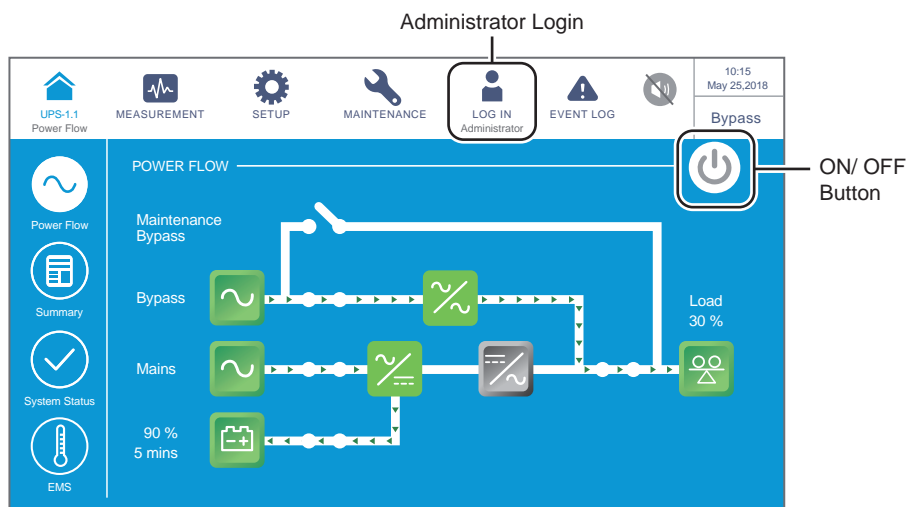 Administrator Login
UPS-1.1
Power Flow
MEASUREMENT
SETUP
MAINTENANCE
LOG IN
Administrator
EVENT LOG
10:15
May 25,2018
Bypass
ON/ OFF
Button
POWER FLOW
Power Flow
Summary
System Status
EMS
Maintenance
Bypass
Bypass
Mains
90 %
5 mins
Load
30 %